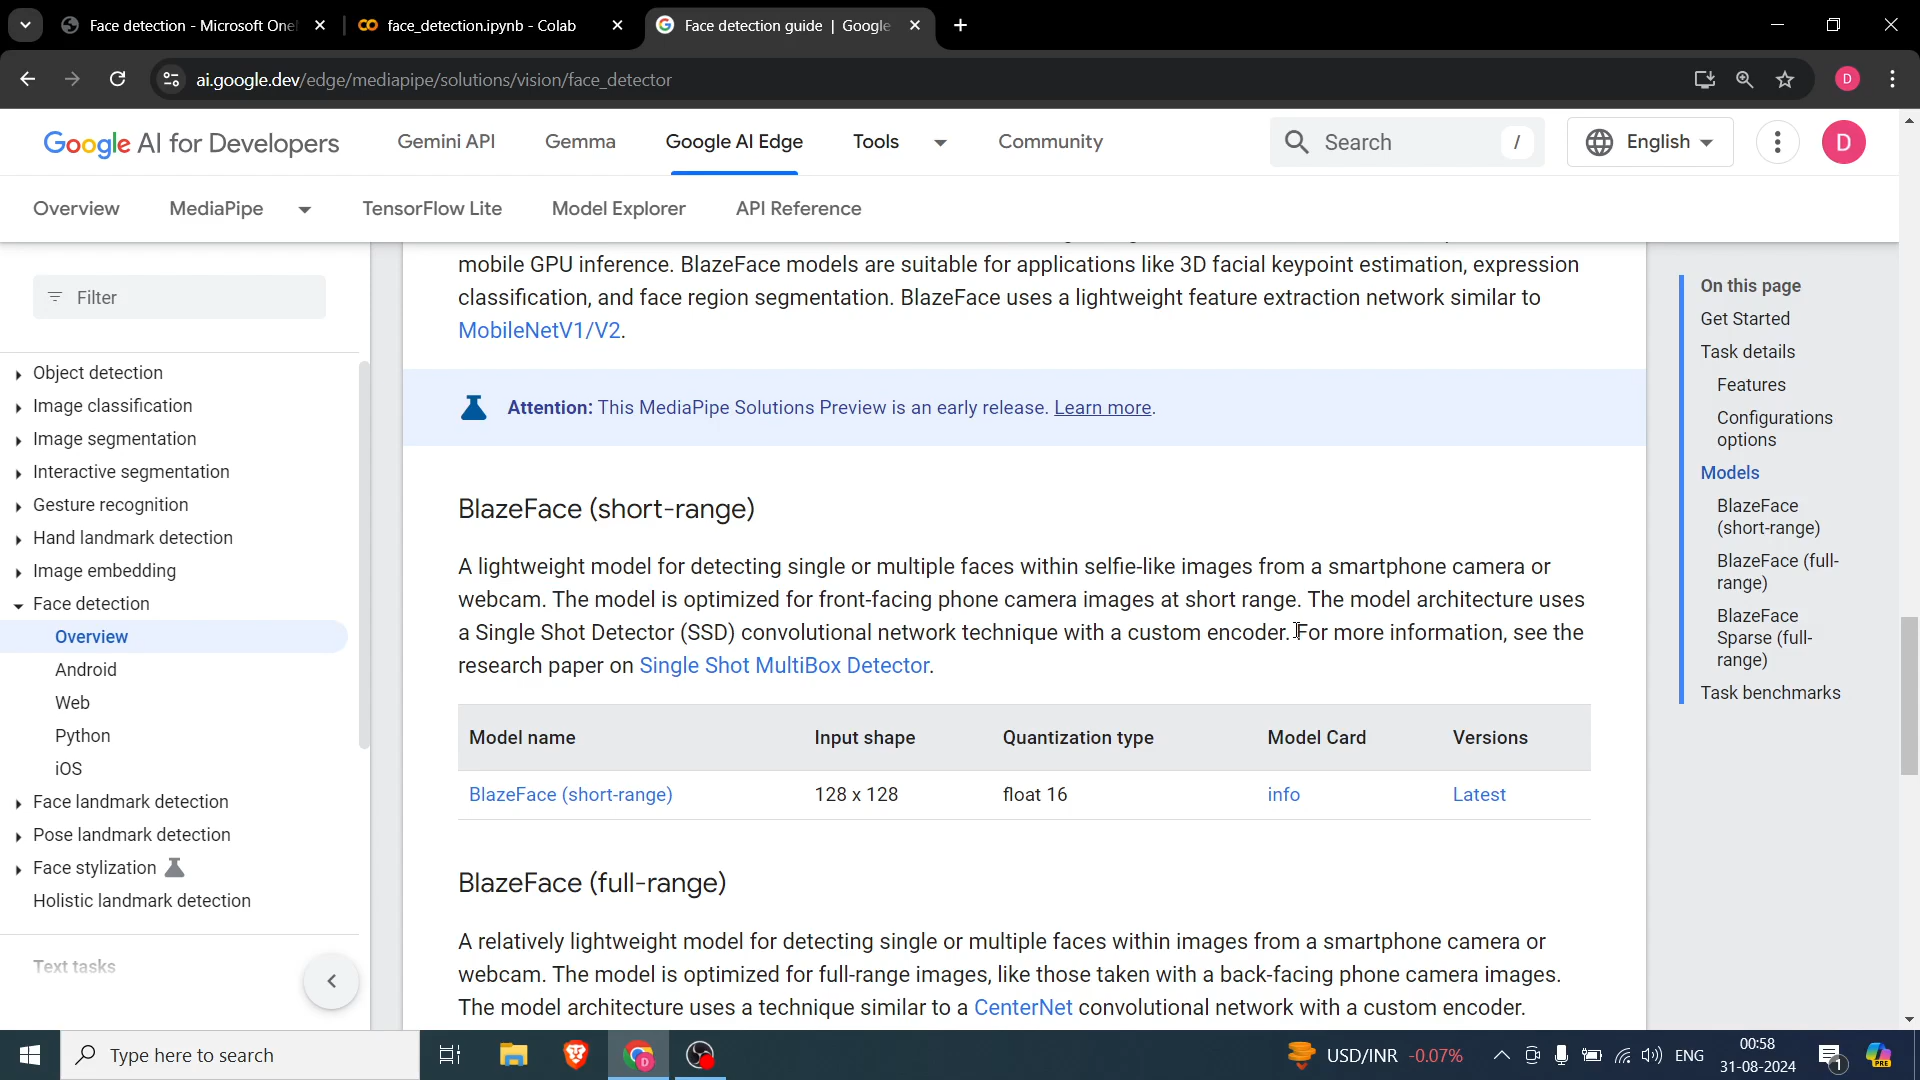 Face detection - Microsoft One
face_detection.ipynb - Colab
Face detection guide | Google
ai.google.dev/edge/mediapipe/solutions/vision/face_detector
D
Google AI for Developers
Gemini API
Gemma
Google AI Edge
Tools
Community
Search
/
English
D
Overview
MediaPipe
TensorFlow Lite
Model Explorer
API Reference
Filter
Object detection
Image classification
Image segmentation
Interactive segmentation
Gesture recognition
Hand landmark detection
Image embedding
Face detection
Overview
Android
Web
Python
iOS
Face landmark detection
Pose landmark detection
Face stylization
Holistic landmark detection
Text tasks
mobile GPU inference. BlazeFace models are suitable for applications like 3D facial keypoint estimation, expression
classification, and face region segmentation. BlazeFace uses a lightweight feature extraction network similar to
MobileNetV1/V2.
Attention: This MediaPipe Solutions Preview is an early release. Learn more.
BlazeFace (short-range)
A lightweight model for detecting single or multiple faces within selfie-like images from a smartphone camera or
webcam. The model is optimized for front-facing phone camera images at short range. The model architecture uses
a Single Shot Detector (SSD) convolutional network technique with a custom encoder. For more information, see the
research paper on Single Shot MultiBox Detector.
Model name Input shape Quantization type Model Card Versions
BlazeFace (short-range) 128 x 128 float 16 info Latest
BlazeFace (full-range)
A relatively lightweight model for detecting single or multiple faces within images from a smartphone camera or
webcam. The model is optimized for full-range images, like those taken with a back-facing phone camera images.
The model architecture uses a technique similar to a CenterNet convolutional network with a custom encoder.
On this page
Get Started
Task details
Features
Configurations
options
Models
BlazeFace
(short-range)
BlazeFace (full-
range)
BlazeFace
Sparse (full-
range)
Task benchmarks
Type here to search
D
USD/INR -0.07%
ENG
00:58
31-08-2024
1
PRE